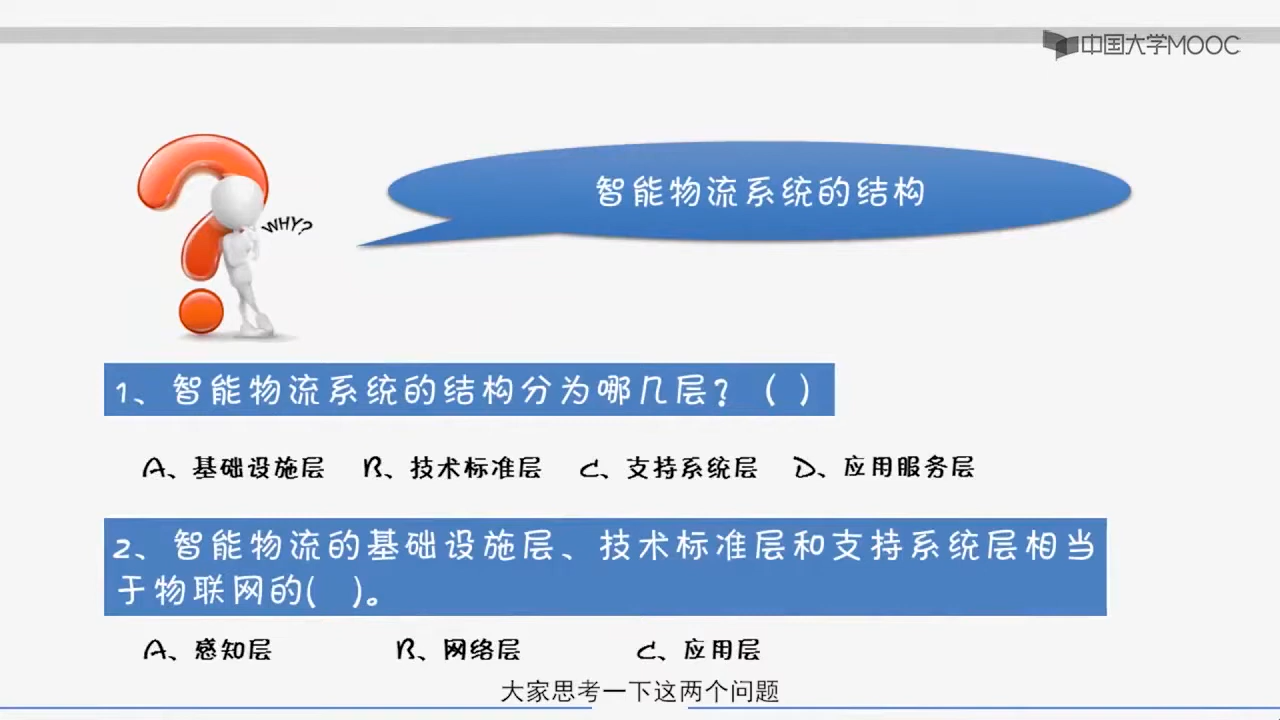 中国大学MOOC
智能物流系统的结构
WHY?
1、智能物流系统的结构分为哪几层？（ ）
A、基础设施层 B、技术标准层 C、支持系统层 D、应用服务层
2、智能物流的基础设施层、技术标准层和支持系统层相当
于物联网的( )。
A、感知层 B、网络层 C、应用层
大家思考一下这两个问题